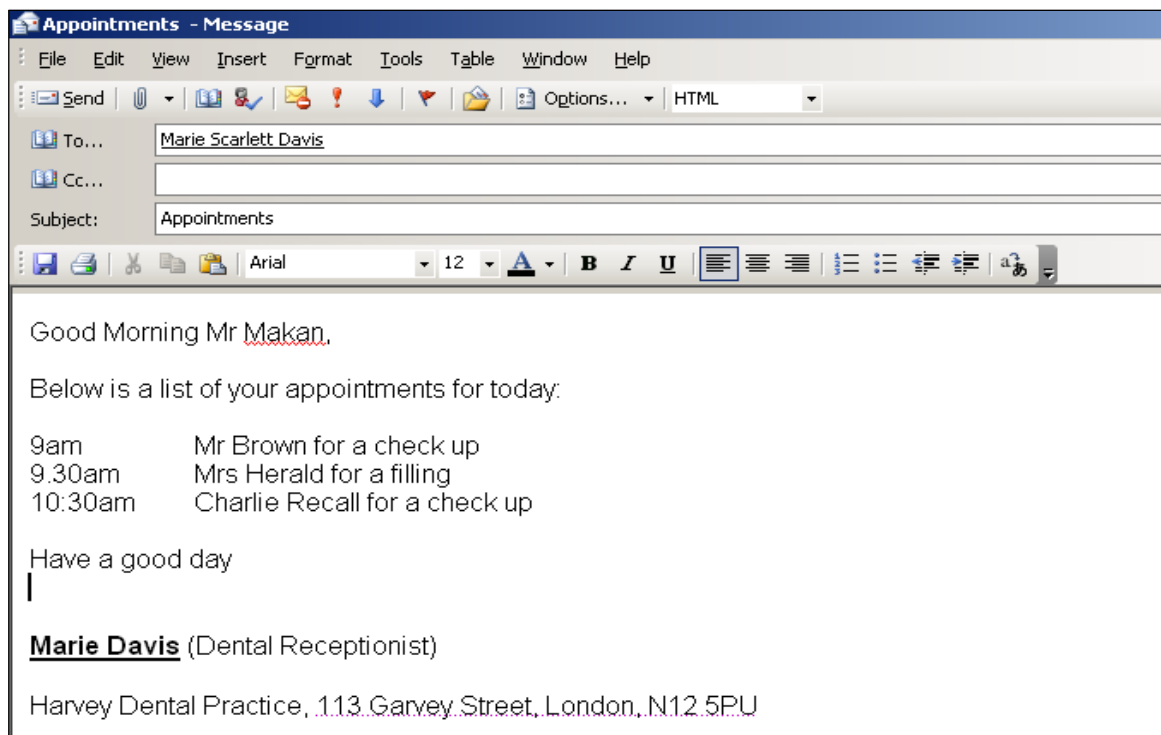 Appointments - Message
File Edit View Insert Format Tools Table Window Help
Send Options... HTML
To... Marie Scarlett Davis
Cc...
Subject: Appointments
Arial 12 A B I U
Good Morning Mr Makan,
Below is a list of your appointments for today:
9am Mr Brown for a check up
9.30am Mrs Herald for a filling
10:30am Charlie Recall for a check up
Have a good day
Marie Davis (Dental Receptionist)
Harvey Dental Practice, 113 Garvey Street, London, N12 5PU